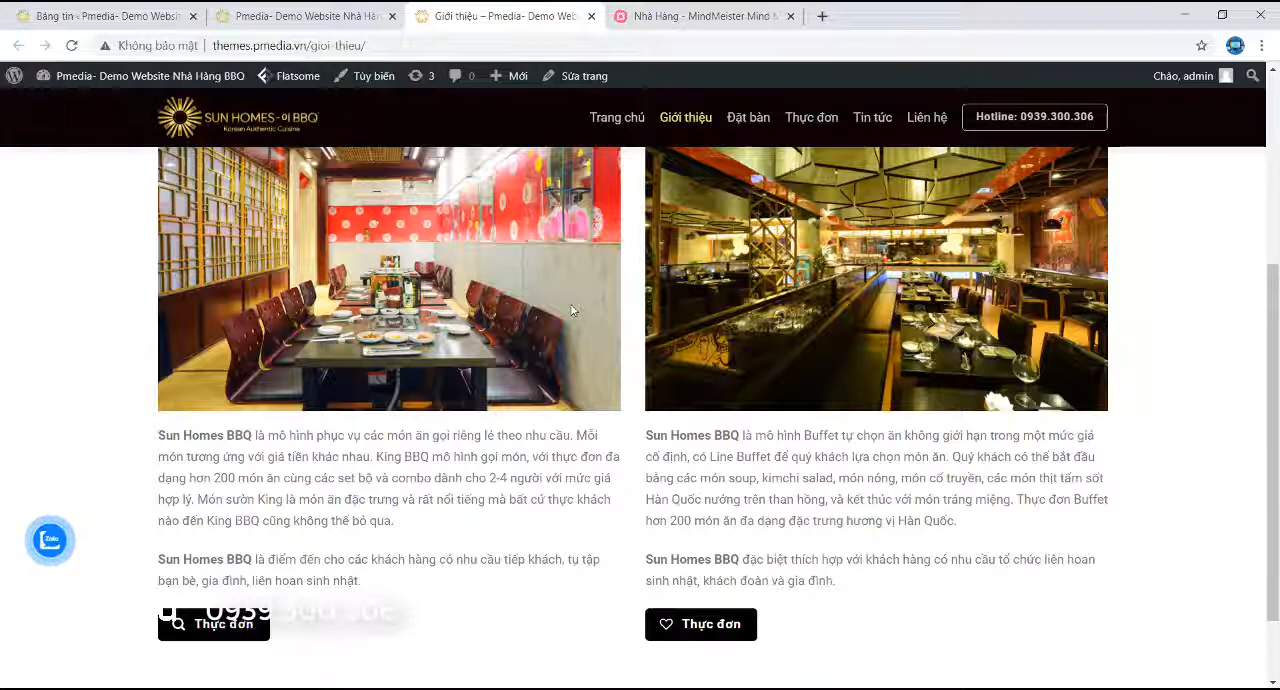 Bảng tin ‹ Pmedia- Demo Websit
Pmedia- Demo Website Nhà Hàn
Giới thiệu – Pmedia- Demo Web
Nhà Hàng - MindMeister Mind M
Không bảo mật | themes.pmedia.vn/gioi-thieu/
Pmedia- Demo Website Nhà Hàng BBQ Flatsome Tùy biến 3 0 Mới Sửa trang Chào, admin
SUN HOMES - ọi BBQ
Korean Authentic Cuisine
Trang chủ Giới thiệu Đặt bàn Thực đơn Tin tức Liên hệ Hotline: 0939.300.306
Sun Homes BBQ là mô hình phục vụ các món ăn gọi riêng lẻ theo nhu cầu. Mỗi
món tương ứng với giá tiền khác nhau. King BBQ mô hình gọi món, với thực đơn đa
dạng hơn 200 món ăn cùng các set bộ và combo dành cho 2-4 người với mức giá
hợp lý. Món sườn King là món ăn đặc trưng và rất nổi tiếng mà bất cứ thực khách
nào đến King BBQ cũng không thể bỏ qua.
Sun Homes BBQ là điểm đến cho các khách hàng có nhu cầu tiếp khách, tụ tập
bạn bè, gia đình, liên hoan sinh nhật.
0939 300 306
Thực đơn
Sun Homes BBQ là mô hình Buffet tự chọn ăn không giới hạn trong một mức giá
cố định, có Line Buffet để quý khách lựa chọn món ăn. Quý khách có thể bắt đầu
bằng các món soup, kimchi salad, món nóng, món cổ truyền, các món thịt tẩm sốt
Hàn Quốc nướng trên than hồng, và kết thúc với món tráng miệng. Thực đơn Buffet
hơn 200 món ăn đa dạng đặc trưng hương vị Hàn Quốc.
Sun Homes BBQ đặc biệt thích hợp với khách hàng có nhu cầu tổ chức liên hoan
sinh nhật, khách đoàn và gia đình.
Thực đơn
Zalo